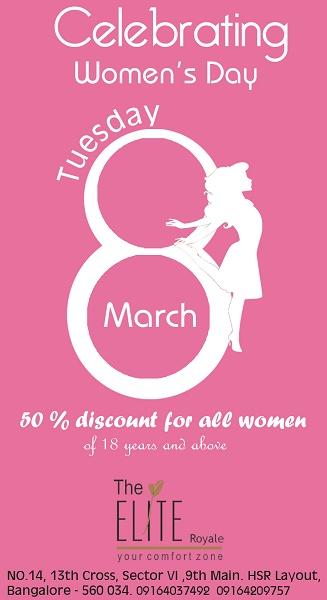 Celebrating
Women's Day
Tuesday
8
March
50 % discount for all women
of 18 years and above
The
ELITE
Royale
your comfort zone
NO.14, 13th Cross, Sector VI ,9th Main. HSR Layout,
Bangalore - 560 034. 09164037492 09164209757